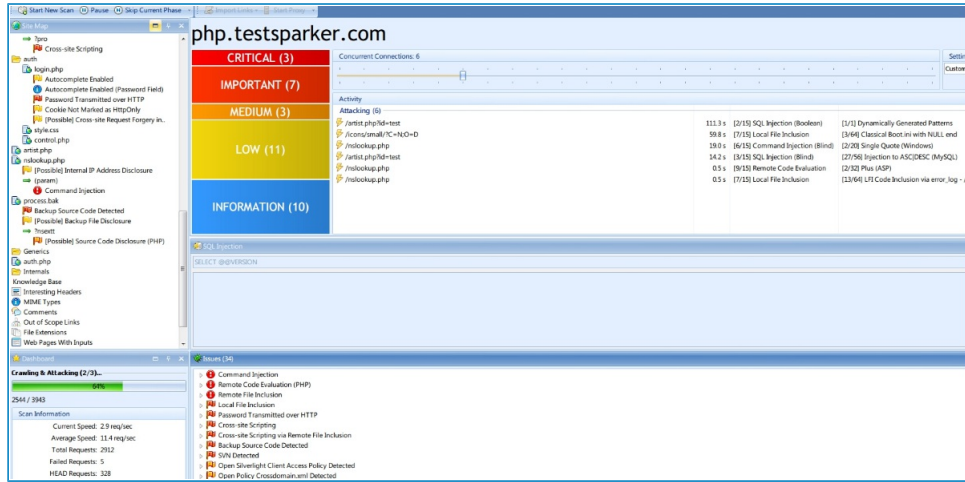 Start New Scan Pause Skip Current Phase Import Links Start Proxy
Site Map
?pro
Cross-site Scripting
auth
login.php
Autocomplete Enabled
Autocomplete Enabled (Password Field)
Password Transmitted over HTTP
Cookie Not Marked as HttpOnly
[Possible] Cross-site Request Forgery in..
style.css
control.php
artist.php
nslookup.php
[Possible] Internal IP Address Disclosure
(param)
Command Injection
process.bak
Backup Source Code Detected
[Possible] Backup File Disclosure
?nsextt
[Possible] Source Code Disclosure (PHP)
Generics
auth.php
Internals
Knowledge Base
Interesting Headers
MIME Types
Comments
Out of Scope Links
File Extensions
Web Pages With Inputs
Dashboard
Crawling & Attacking (2/3)...
64%
2544 / 3943
Scan Information
Current Speed: 2.9 req/sec
Average Speed: 11.4 req/sec
Total Requests: 2912
Failed Requests: 5
HEAD Requests: 328
php.testsparker.com
CRITICAL (3)
IMPORTANT (7)
MEDIUM (3)
LOW (11)
INFORMATION (10)
Concurrent Connections: 6
Settin
Custom
Activity
Attacking (6)
/artist.php?id=test 111.3 s [2/15] SQL Injection (Boolean) [1/1] Dynamically Generated Patterns
/icons/small/?C=N;O=D 59.8 s [7/15] Local File Inclusion [3/64] Classical Boot.ini with NULL end
/nslookup.php 19.0 s [6/15] Command Injection (Blind) [2/20] Single Quote (Windows)
/artist.php?id=test 14.2 s [3/15] SQL Injection (Blind) [27/56] Injection to ASC|DESC (MySQL)
/nslookup.php 0.5 s [9/15] Remote Code Evaluation [2/32] Plus (ASP)
/nslookup.php 0.5 s [7/15] Local File Inclusion [13/64] LFI Code Inclusion via error_log - /
SQL Injection
SELECT @@VERSION
Issues (34)
Command Injection
Remote Code Evaluation (PHP)
Remote File Inclusion
Local File Inclusion
Password Transmitted over HTTP
Cross-site Scripting
Cross-site Scripting via Remote File Inclusion
Backup Source Code Detected
SVN Detected
Open Silverlight Client Access Policy Detected
Open Policy Crossdomain.xml Detected